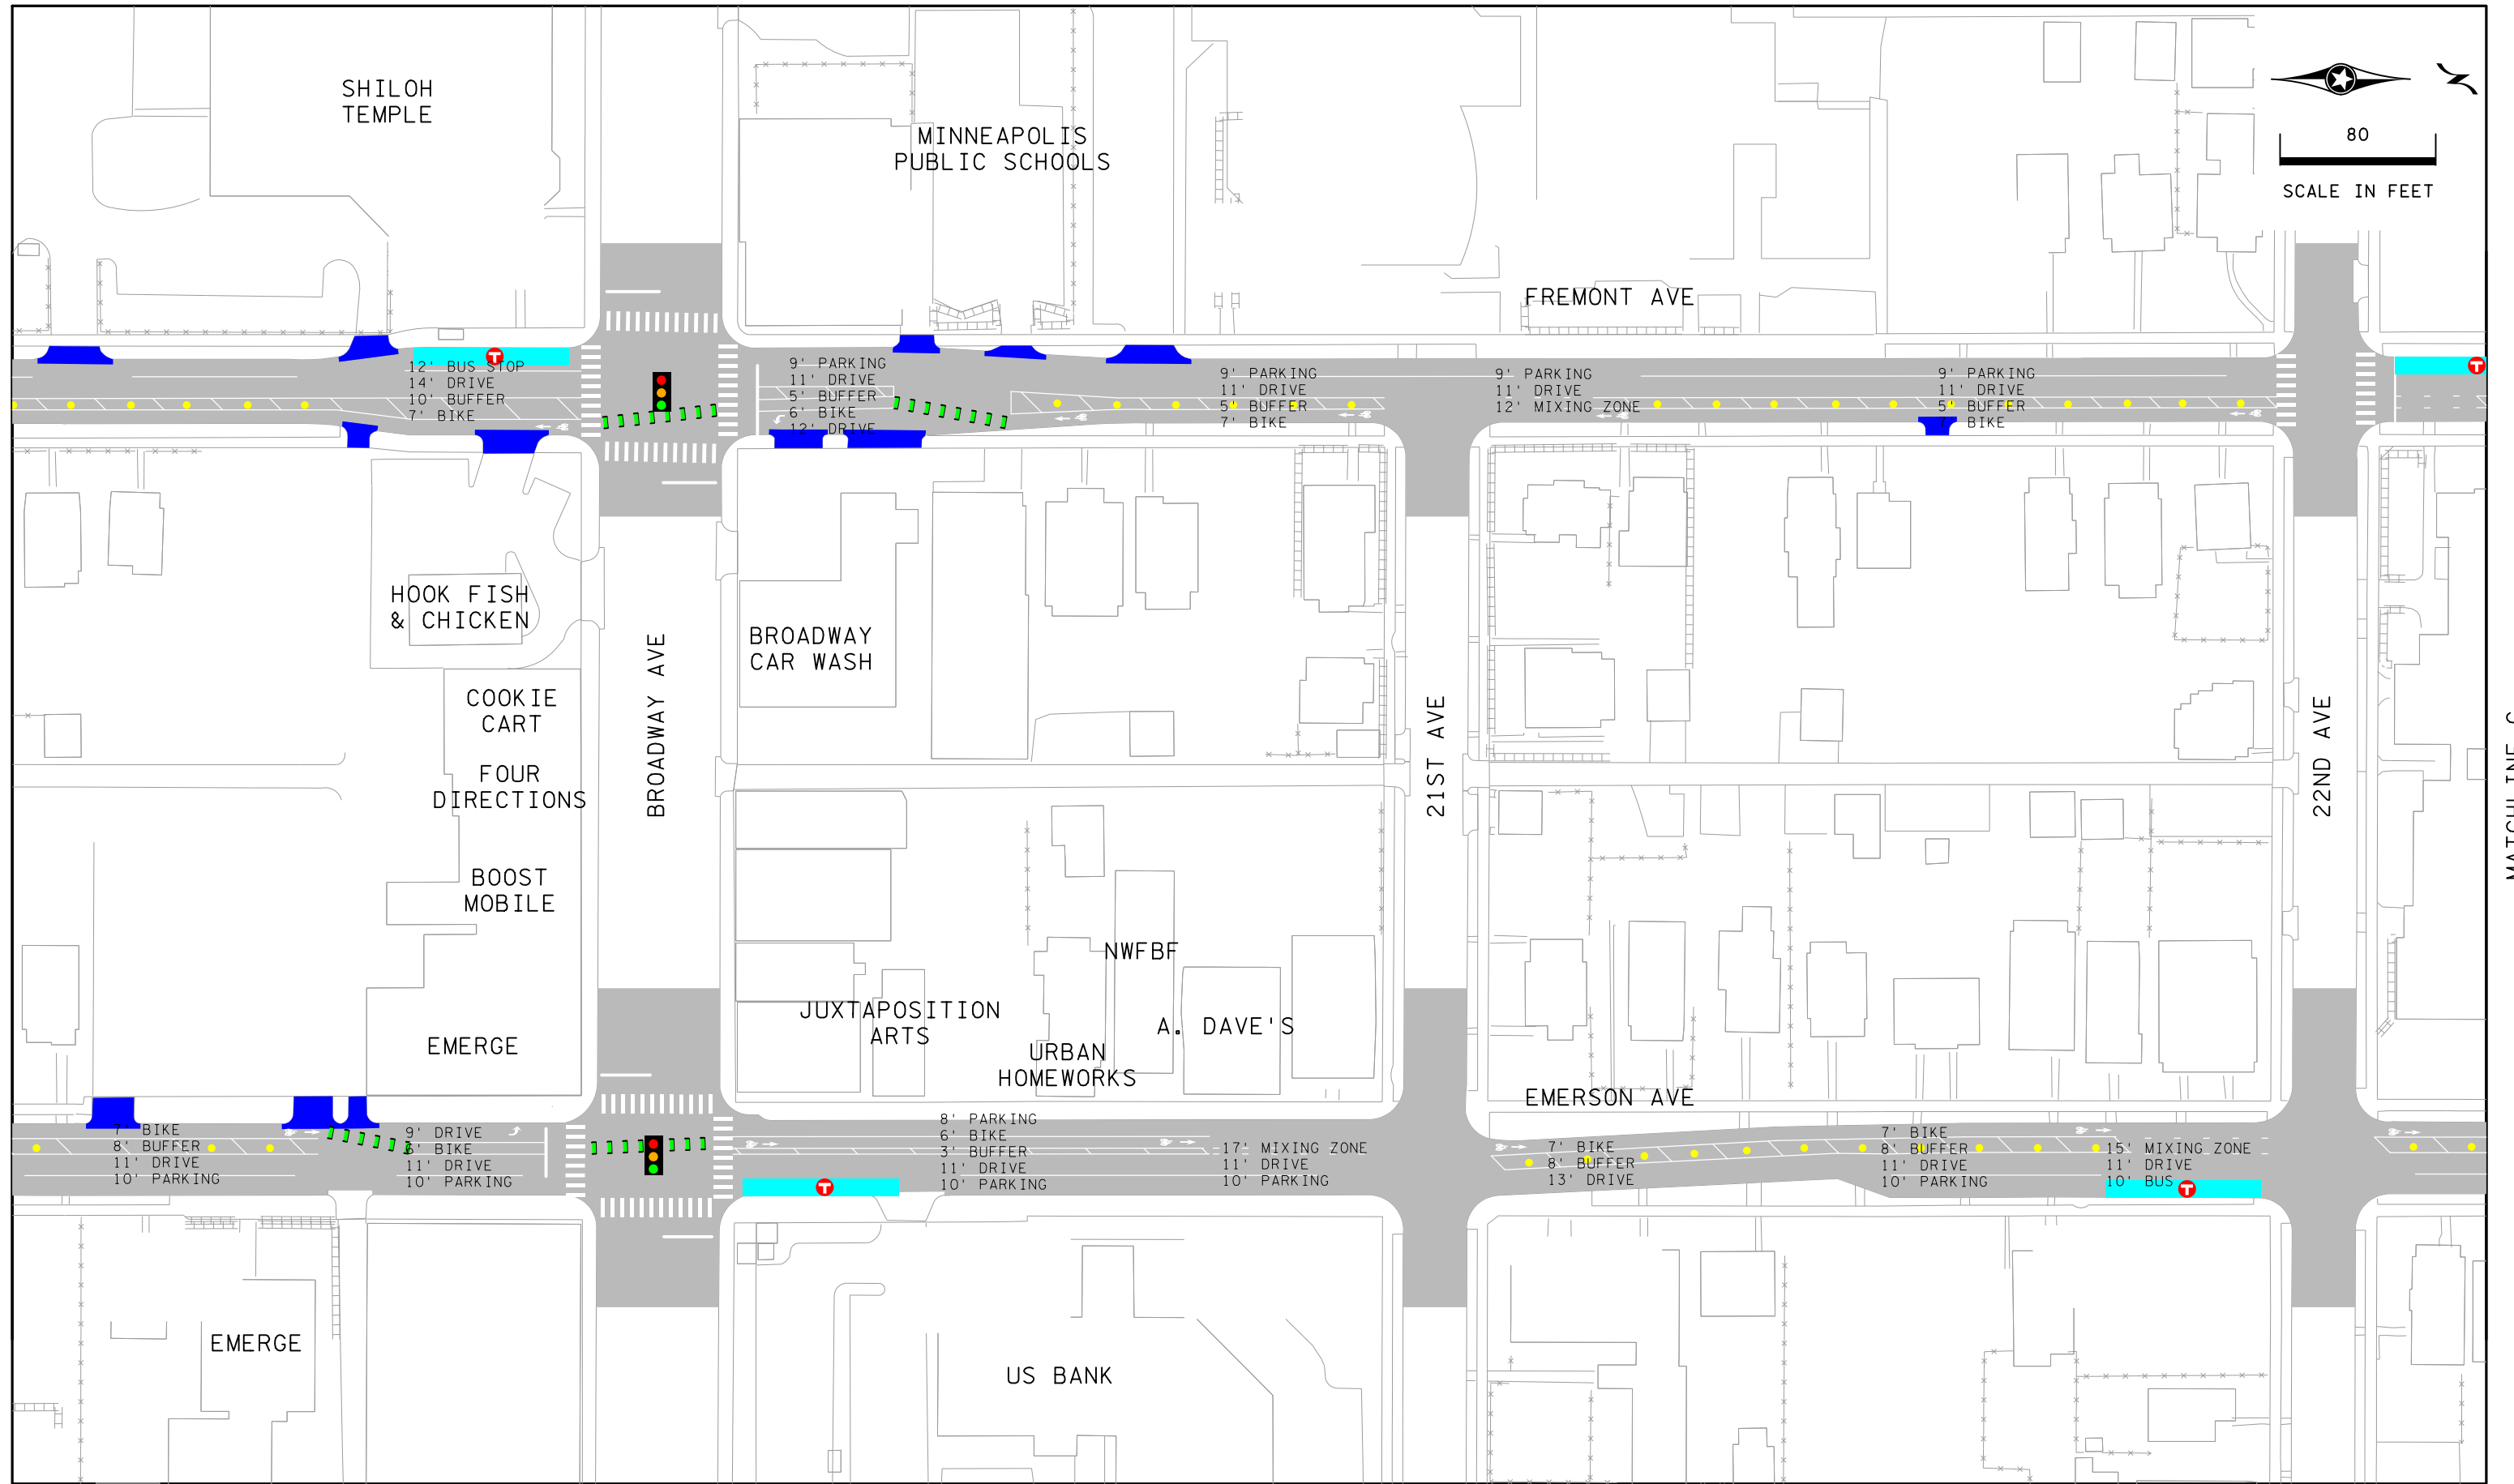 SHILOH
TEMPLE
MINNEAPOLIS
PUBLIC SCHOOLS
80
SCALE IN FEET
FREMONT AVE
12' BUS STOP
14' DRIVE
10' BUFFER
7' BIKE
9' PARKING
11' DRIVE
5' BUFFER
6' BIKE
12' DRIVE
9' PARKING
11' DRIVE
5' BUFFER
7' BIKE
9' PARKING
11' DRIVE
12' MIXING ZONE
9' PARKING
11' DRIVE
5' BUFFER
7' BIKE
T
T
HOOK FISH
& CHICKEN
COOKIE
CART
FOUR
DIRECTIONS
BOOST
MOBILE
EMERGE
BROADWAY AVE
BROADWAY
CAR WASH
JUXTAPOSITION
ARTS
URBAN
HOMEWORKS
NWFBF
A. DAVE'S
21ST AVE
22ND AVE
EMERSON AVE
7' BIKE
8' BUFFER
11' DRIVE
10' PARKING
9' DRIVE
6' BIKE
11' DRIVE
10' PARKING
8' PARKING
6' BIKE
3' BUFFER
11' DRIVE
10' PARKING
17' MIXING ZONE
11' DRIVE
10' PARKING
7' BIKE
8' BUFFER
13' DRIVE
7' BIKE
8' BUFFER
11' DRIVE
10' PARKING
15' MIXING ZONE
11' DRIVE
10' BUS
T
T
EMERGE
US BANK